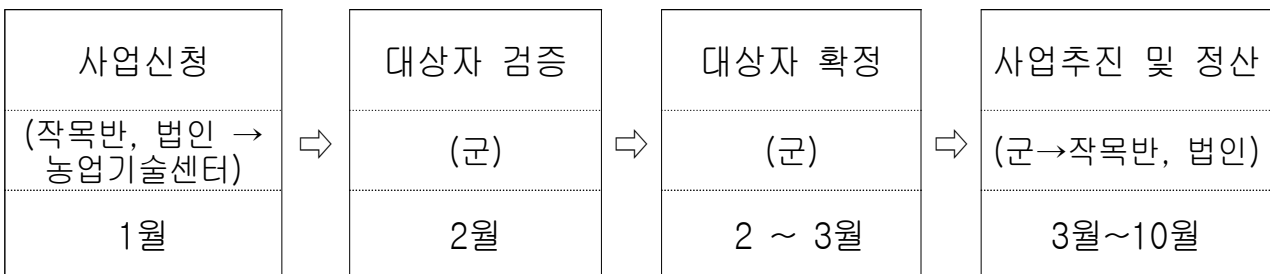 사업신청
(작목반, 법인 →
농업기술센터)
1월
⇨
대상자 검증
(군)
2월
⇨
대상자 확정
(군)
2 ~ 3월
⇨
사업추진 및 정산
(군→작목반, 법인)
3월~10월